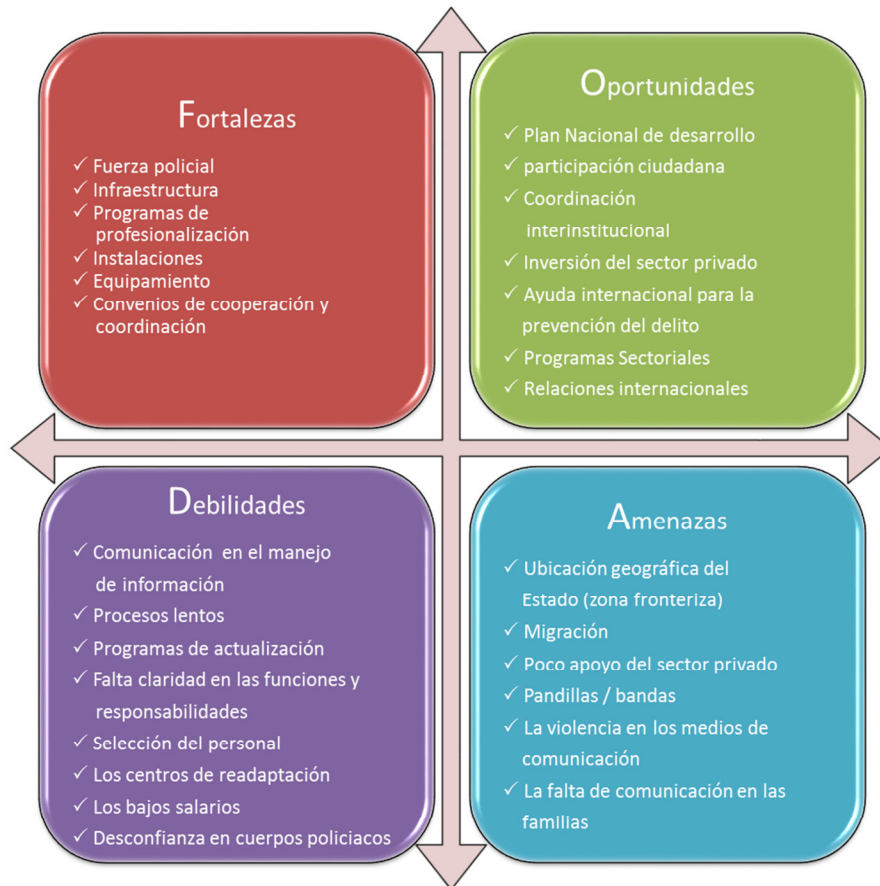 Fortalezas
✓ Fuerza policial
✓ Infraestructura
✓ Programas de
profesionalización
✓ Instalaciones
✓ Equipamiento
✓ Convenios de cooperación y
coordinación
Oportunidades
✓ Plan Nacional de desarrollo
✓ participación ciudadana
✓ Coordinación
interinstitucional
✓ Inversión del sector privado
✓ Ayuda internacional para la
prevención del delito
✓ Programas Sectoriales
✓ Relaciones internacionales
Debilidades
✓ Comunicación en el manejo
de información
✓ Procesos lentos
✓ Programas de actualización
✓ Falta claridad en las funciones y
responsabilidades
✓ Selección del personal
✓ Los centros de readaptación
✓ Los bajos salarios
✓ Desconfianza en cuerpos policiacos
Amenazas
✓ Ubicación geográfica del
Estado (zona fronteriza)
✓ Migración
✓ Poco apoyo del sector privado
✓ Pandillas / bandas
✓ La violencia en los medios de
comunicación
✓ La falta de comunicación en las
familias